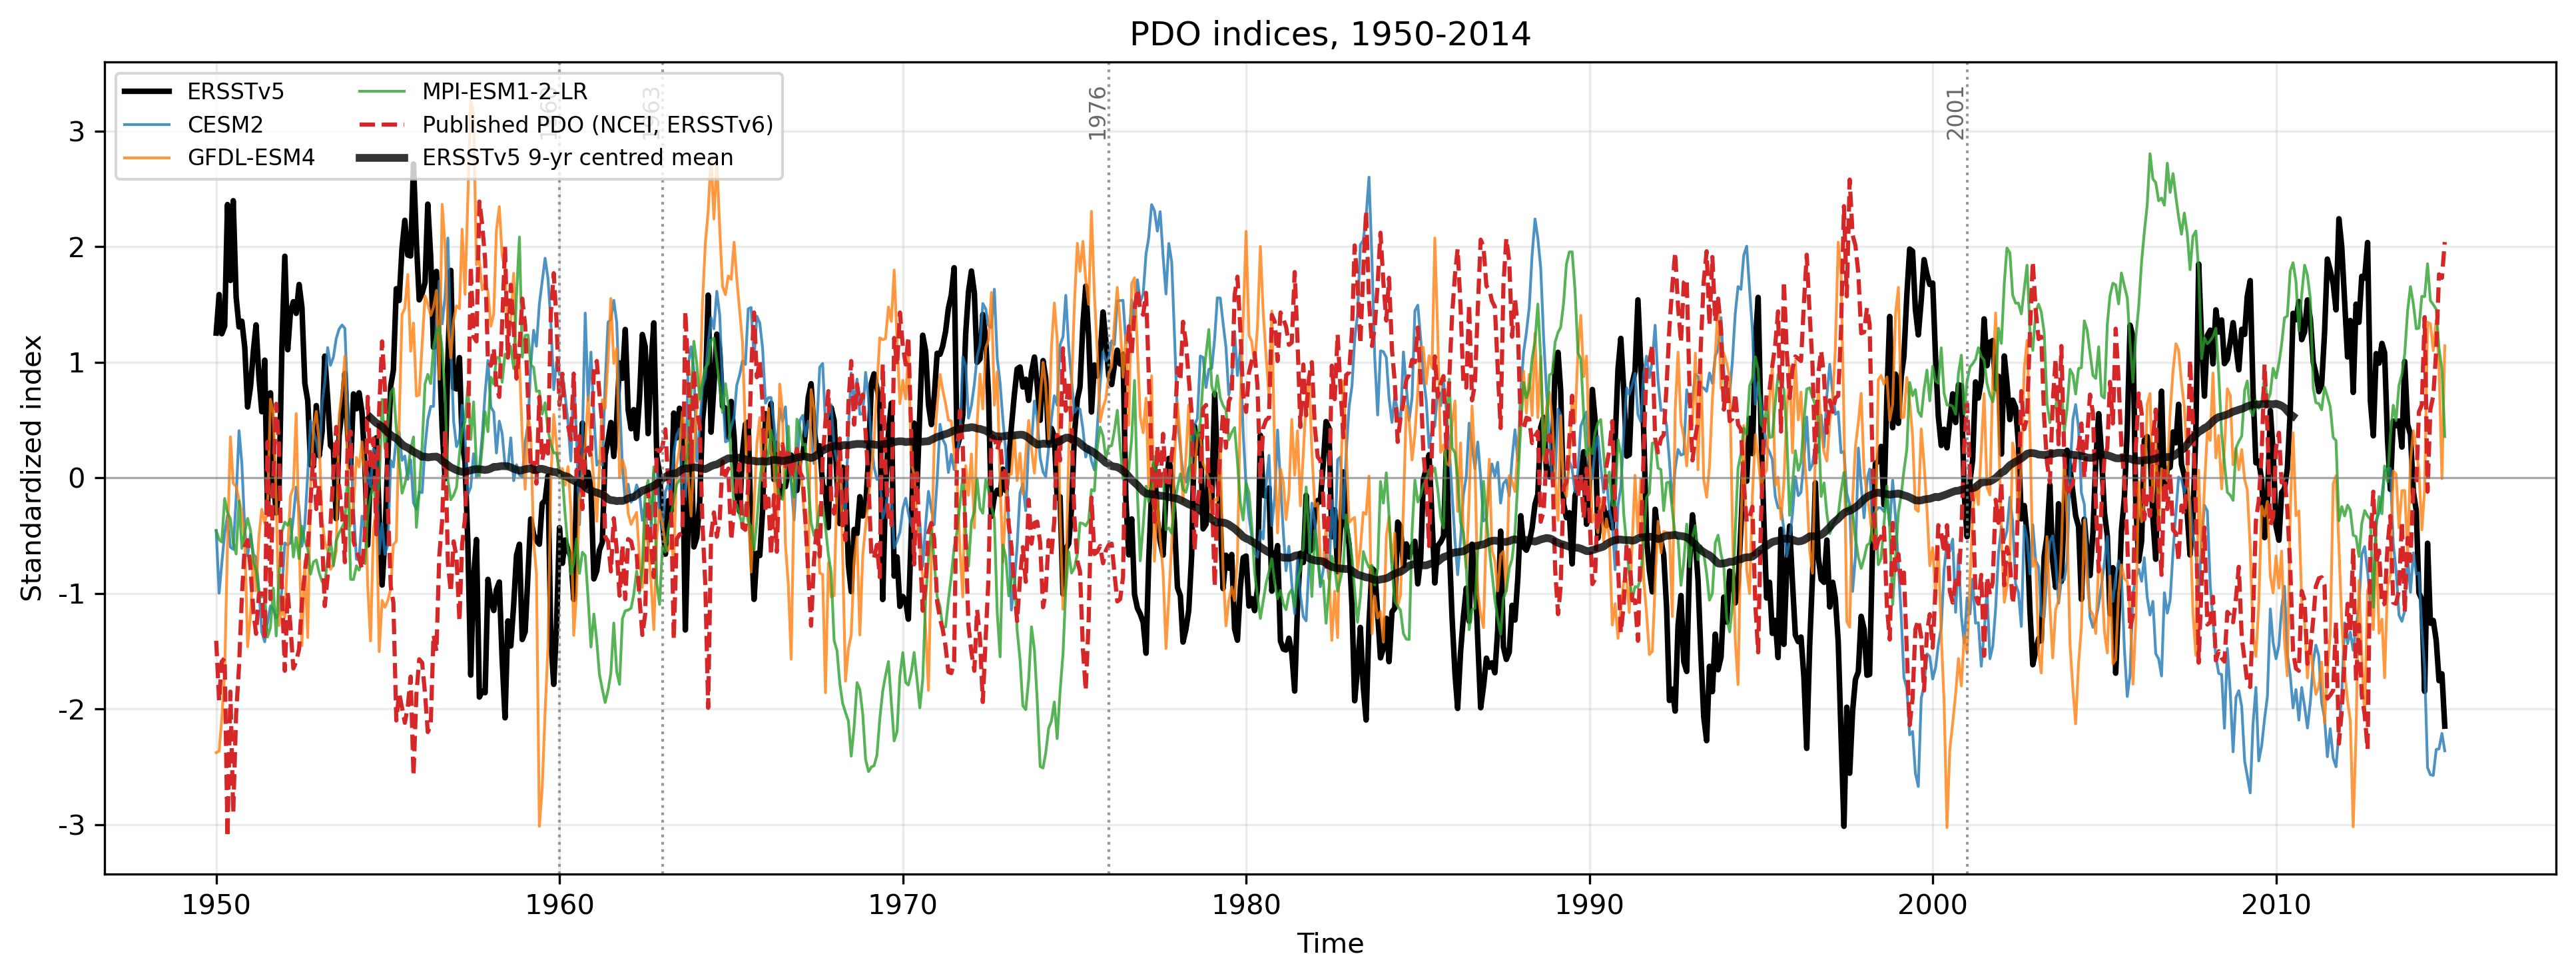 PDO indices, 1950-2014
ERSSTv5
CESM2
GFDL-ESM4
MPI-ESM1-2-LR
Published PDO (NCEI, ERSSTv6)
ERSSTv5 9-yr centred mean
1963
1976
2001
Standardized index
3
2
1
0
-1
-2
-3
1950
1960
1970
1980
1990
2000
2010
Time